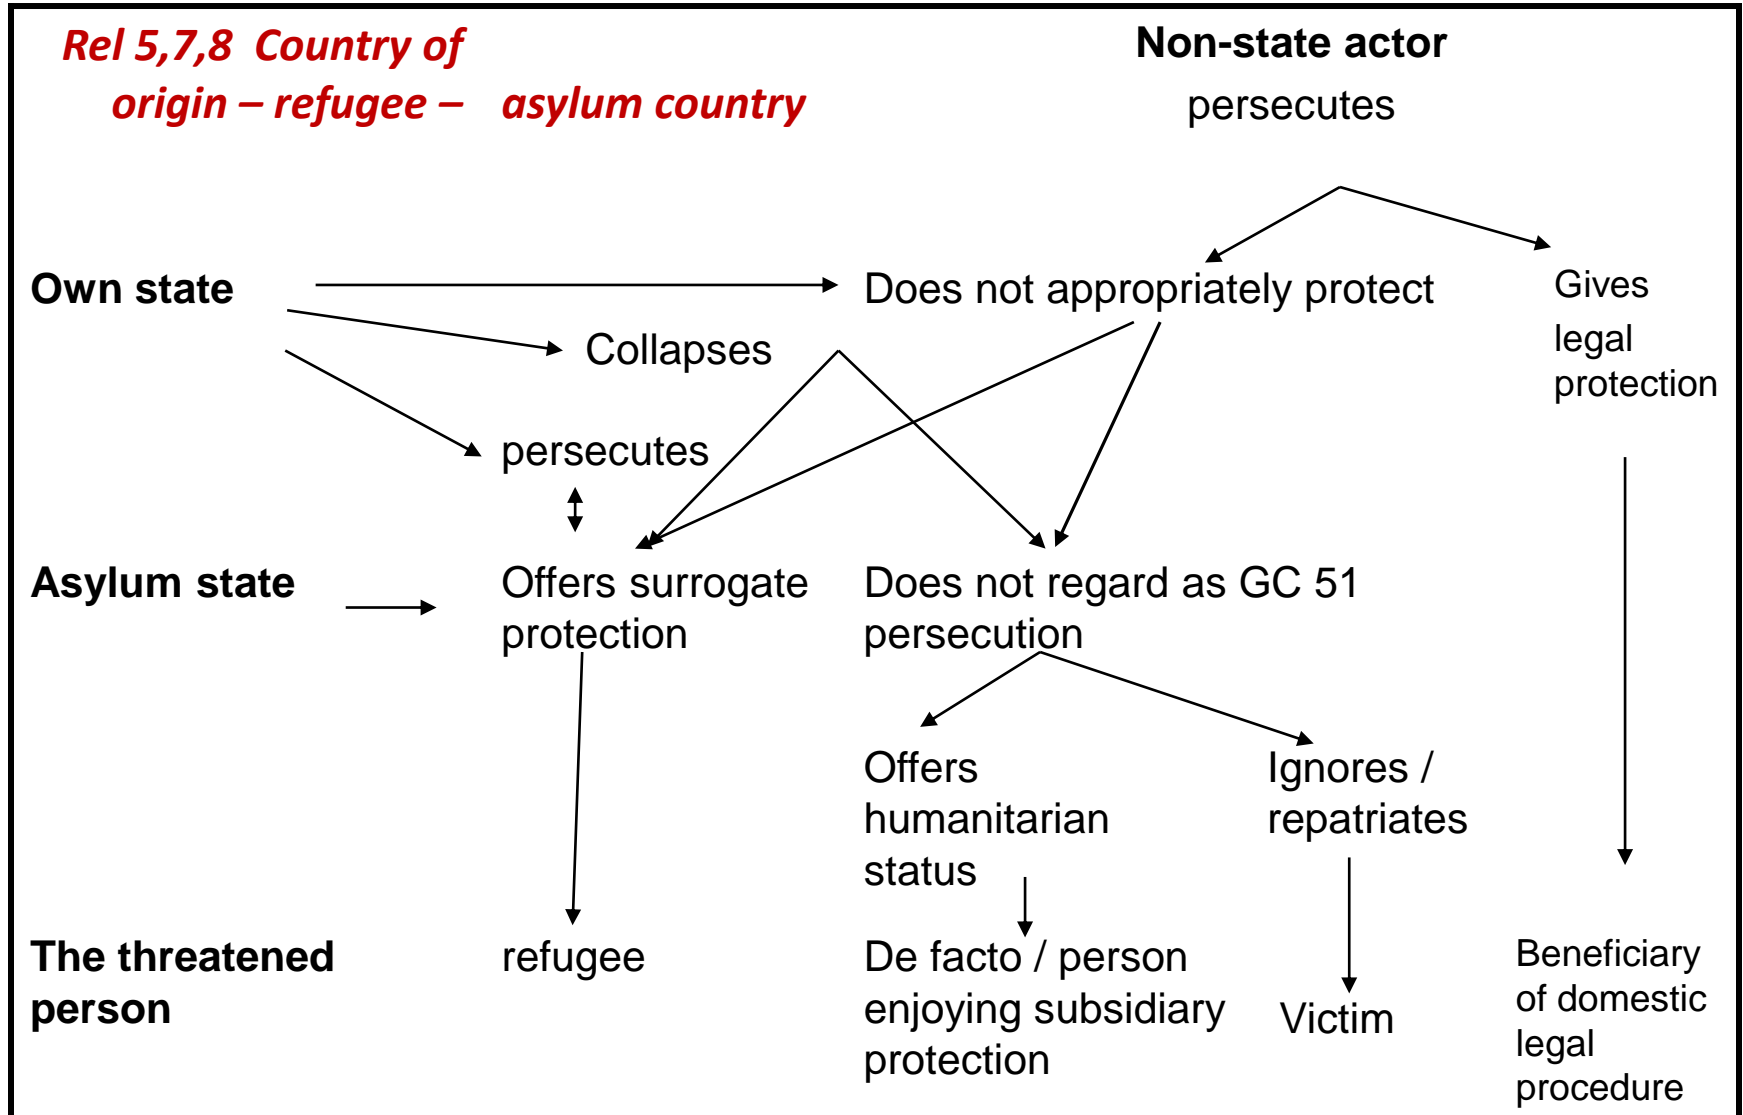 Rel 5,7,8 Country of
origin – refugee – asylum country
Non-state actor
persecutes
Own state
Does not appropriately protect
Gives
legal
protection
Collapses
persecutes
Asylum state
Offers surrogate
protection
Does not regard as GC 51
persecution
Offers
humanitarian
status
Ignores /
repatriates
The threatened
person
refugee
De facto / person
enjoying subsidiary
protection
Victim
Beneficiary
of domestic
legal
procedure